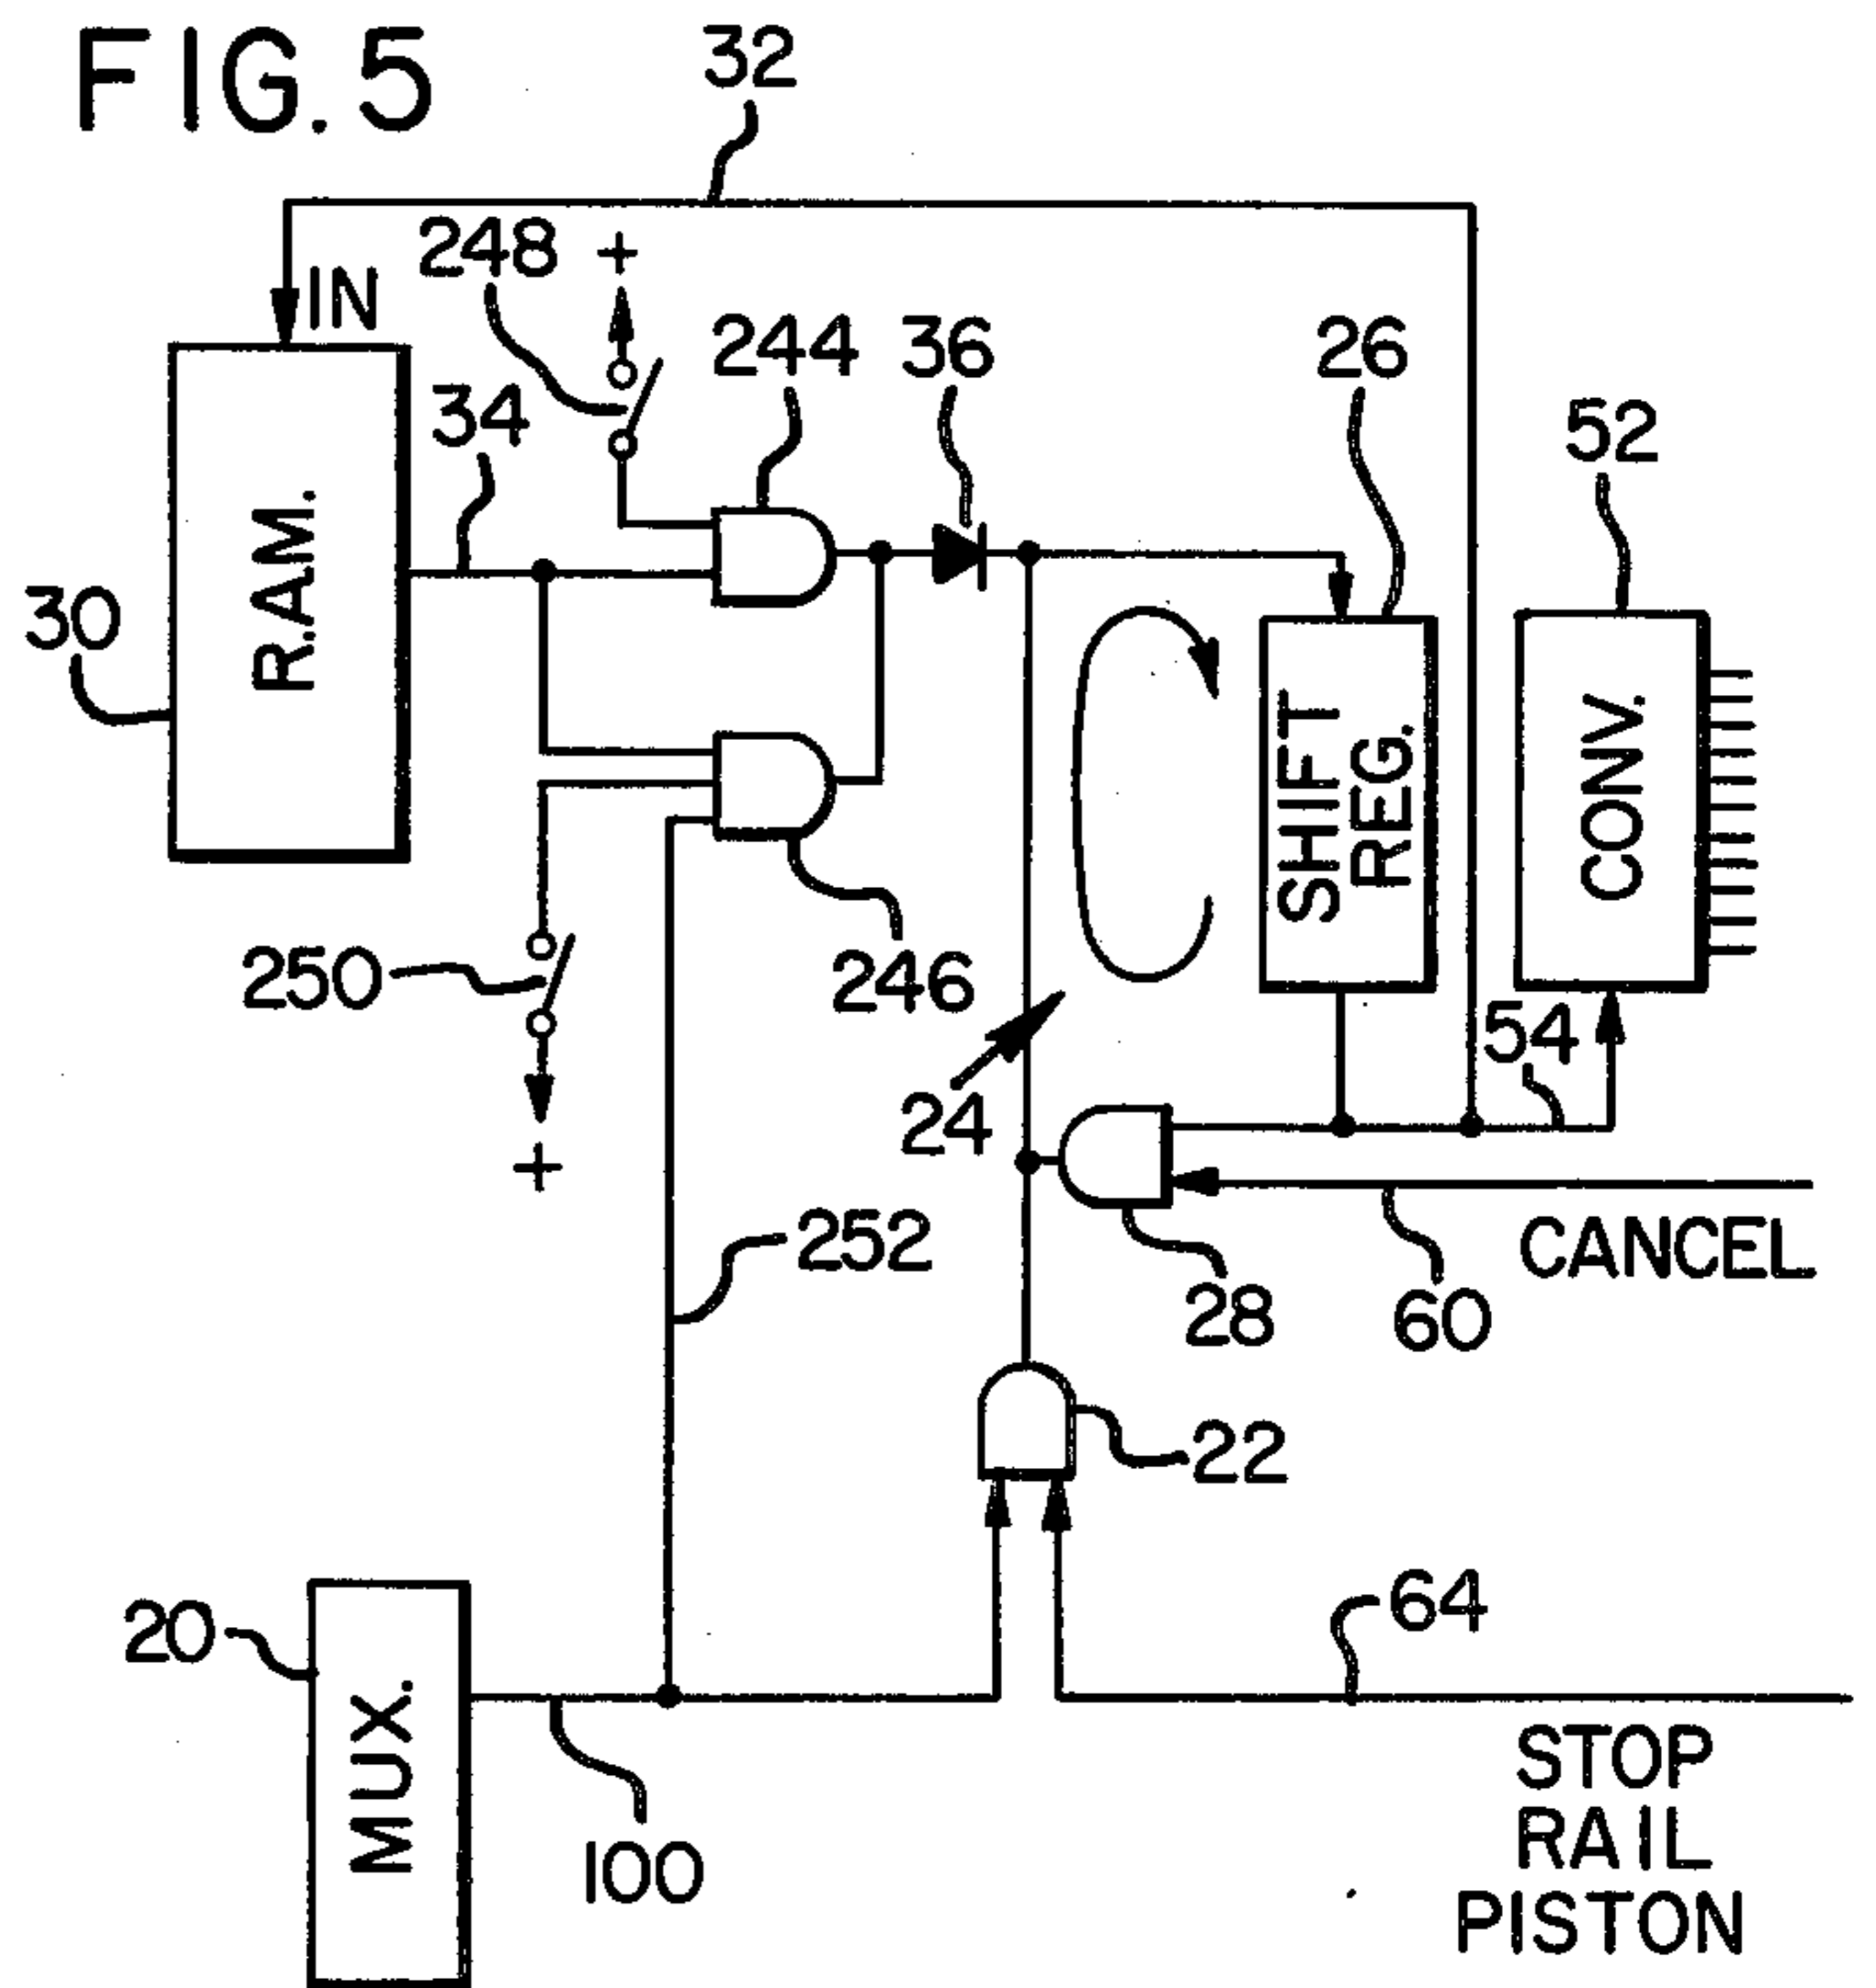 FIG. 5
32
248
+
IN
244
36
26
34
52
R.A.M.
30
SHIFT
REG.
CONV.
250
246
54
24
+
252
CANCEL
28
60
22
20
64
MUX.
100
STOP
RAIL
PISTON